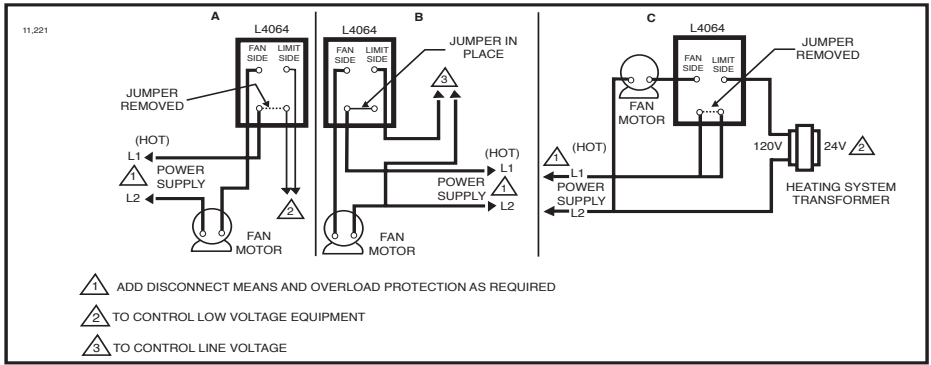 11,221
A
L4064
FAN
SIDE
LIMIT
SIDE
JUMPER
REMOVED
(HOT)
L1
1
POWER
SUPPLY
L2
2
FAN
MOTOR
B
L4064
FAN
SIDE
LIMIT
SIDE
JUMPER IN
PLACE
3
(HOT)
L1
POWER
SUPPLY
1
L2
FAN
MOTOR
C
L4064
FAN
SIDE
LIMIT
SIDE
JUMPER
REMOVED
FAN
MOTOR
120V
24V
2
1
(HOT)
L1
POWER
SUPPLY
L2
HEATING SYSTEM
TRANSFORMER
1 ADD DISCONNECT MEANS AND OVERLOAD PROTECTION AS REQUIRED
2 TO CONTROL LOW VOLTAGE EQUIPMENT
3 TO CONTROL LINE VOLTAGE